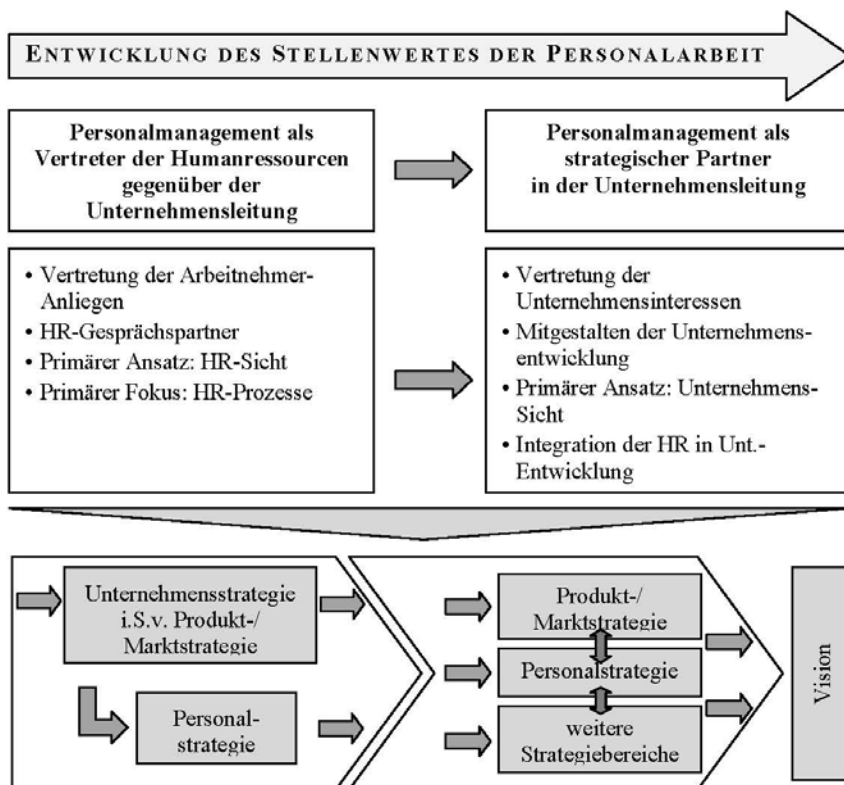 ENTWICKLUNG DES STELLENWERTES DER PERSONALARBEIT
Personalmanagement als
Vertreter der Humanressourcen
gegenüber der
Unternehmensleitung
Personalmanagement als
strategischer Partner
in der Unternehmensleitung
• Vertretung der Arbeitnehmer-
Anliegen
• HR-Gesprächspartner
• Primärer Ansatz: HR-Sicht
• Primärer Fokus: HR-Prozesse
• Vertretung der
Unternehmensinteressen
• Mitgestalten der Unternehmens-
entwicklung
• Primärer Ansatz: Unternehmens-
Sicht
• Integration der HR in Unt.-
Entwicklung
Unternehmensstrategie
i.S.v. Produkt-/
Marktstrategie
Personal-
strategie
Produkt-/
Marktstrategie
Personalstrategie
weitere
Strategiebereiche
Vision